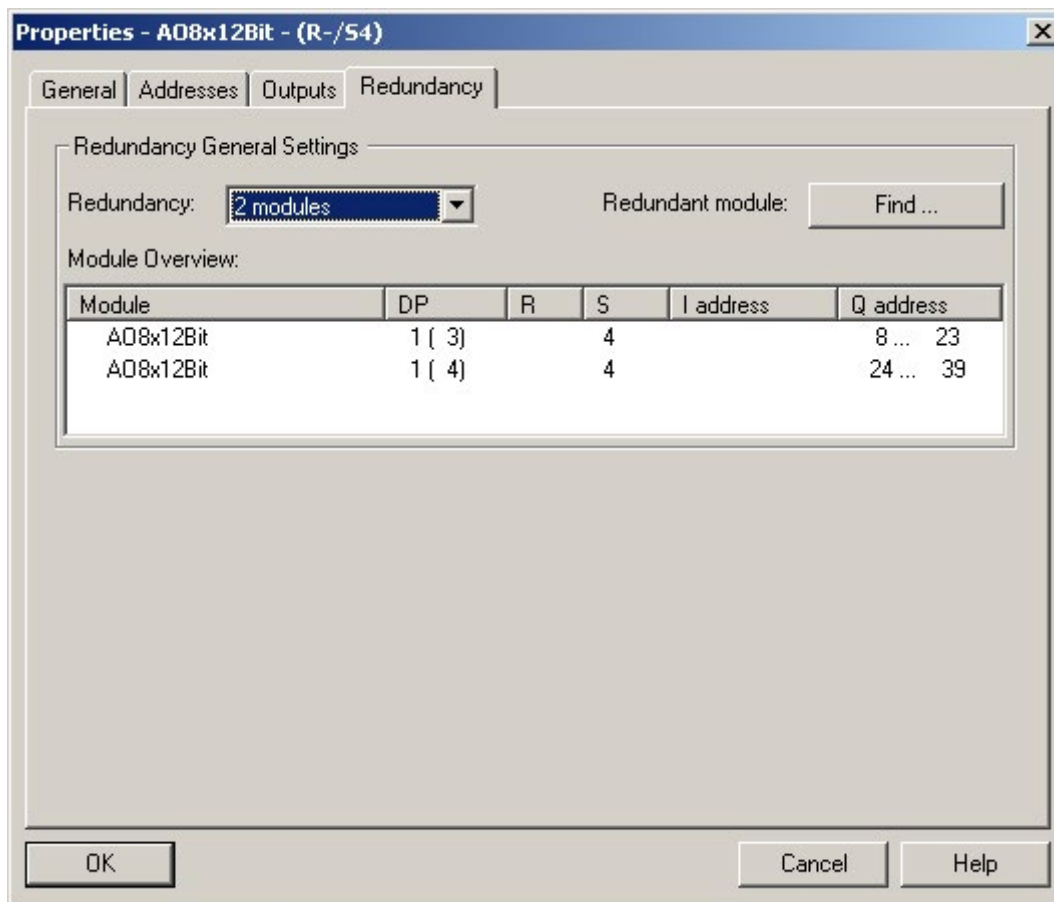 Properties - AO8x12Bit - (R-/S4)
General Addresses Outputs Redundancy
Redundancy General Settings
Redundancy: 2 modules Redundant module: Find ...
Module Overview:
Module DP R S I address Q address
AO8x12Bit 1 ( 3) 4 8 ... 23
AO8x12Bit 1 ( 4) 4 24 ... 39
OK Cancel Help